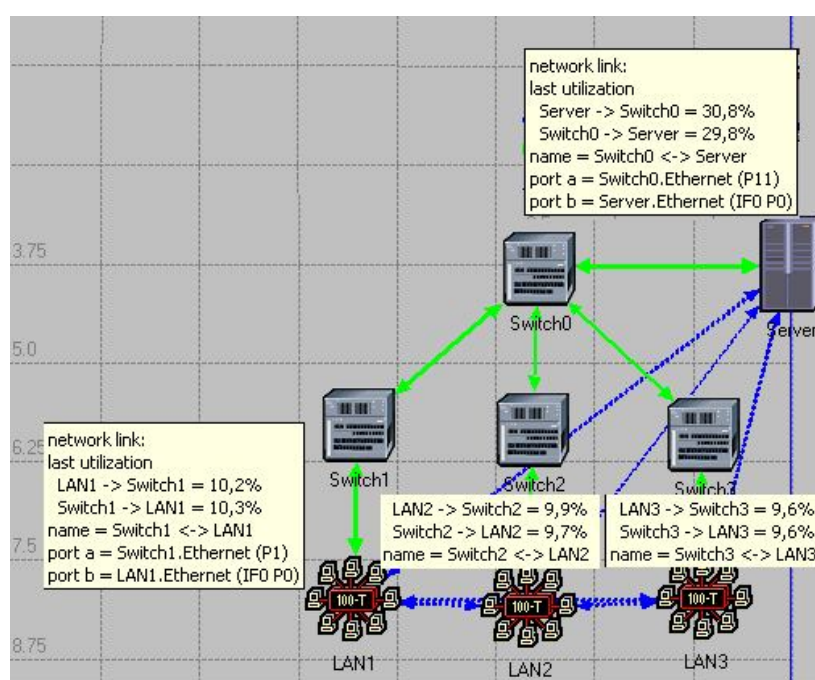 network link:
last utilization
Server -> Switch0 = 30,8%
Switch0 -> Server = 29,8%
name = Switch0 <-> Server
port a = Switch0.Ethernet (P11)
port b = Server.Ethernet (IF0 P0)
3.75
Switch0
Server
5.0
network link:
last utilization
LAN1 -> Switch1 = 10,2%
Switch1 -> LAN1 = 10,3%
name = Switch1 <-> LAN1
port a = Switch1.Ethernet (P1)
port b = LAN1.Ethernet (IF0 P0)
6.25
Switch1
Switch2
Switch3
LAN2 -> Switch2 = 9,9%
Switch2 -> LAN2 = 9,7%
name = Switch2 <-> LAN2
LAN3 -> Switch3 = 9,6%
Switch3 -> LAN3 = 9,6%
name = Switch3 <-> LAN3
7.5
100-T
100-T
100-T
8.75
LAN1
LAN2
LAN3